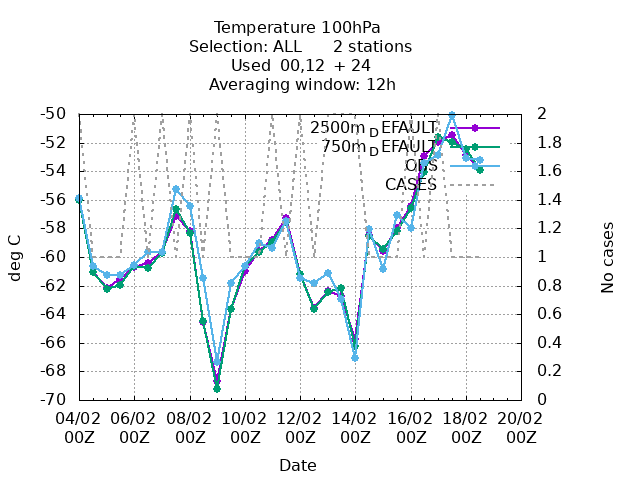 Temperature 100hPa
Selection: ALL 2 stations
Used 00,12 + 24
Averaging window: 12h
-50
-52
-54
-56
-58
-60
-62
-64
-66
-68
-70
2
1.8
1.6
1.4
1.2
1
0.8
0.6
0.4
0.2
0
deg C
No cases
2500m DEFAULT
750m DEFAULT
OBS
CASES
04/02 06/02 08/02 10/02 12/02 14/02 16/02 18/02 20/02
00Z 00Z 00Z 00Z 00Z 00Z 00Z 00Z 00Z
Date